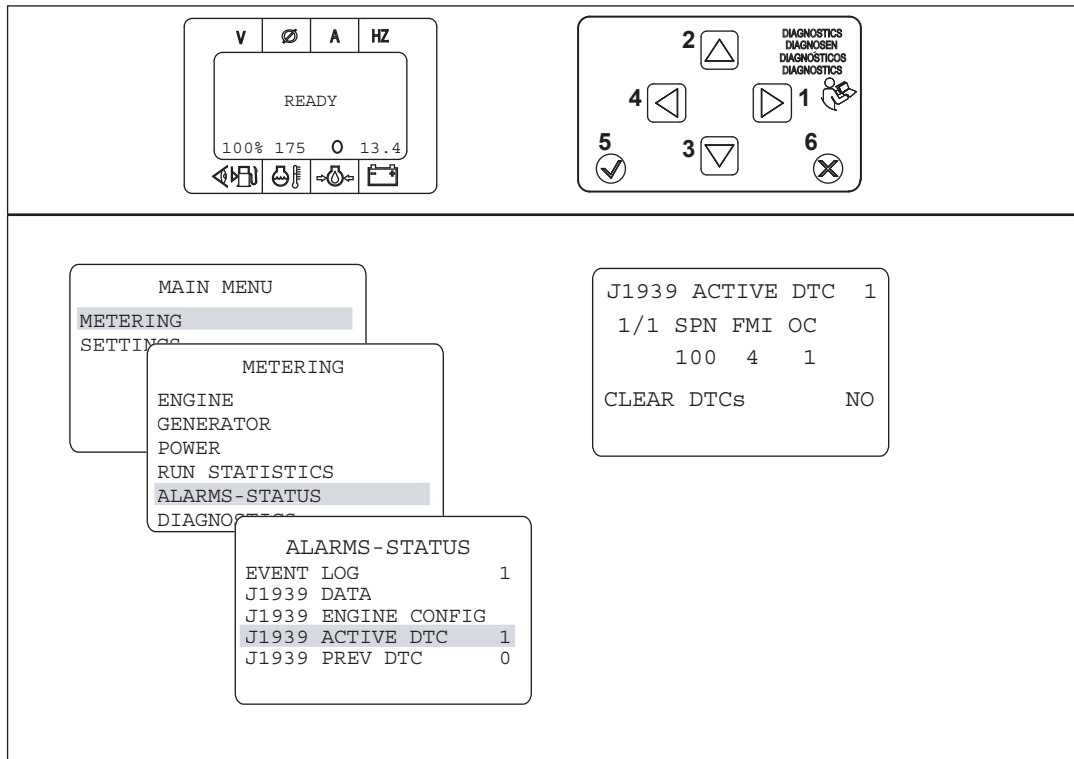 V Ø A HZ
READY
100% 175 O 13.4
2
DIAGNOSTICS
DIAGNOSEN
DIAGNÓSTICOS
DIAGNOSTICS
4
1
5
3
6
MAIN MENU
METERING
SETTINGS
METERING
ENGINE
GENERATOR
POWER
RUN STATISTICS
ALARMS-STATUS
DIAGNOSTICS
ALARMS-STATUS
EVENT LOG 1
J1939 DATA
J1939 ENGINE CONFIG
J1939 ACTIVE DTC 1
J1939 PREV DTC 0
J1939 ACTIVE DTC 1
1/1 SPN FMI OC
100 4 1
CLEAR DTCs NO